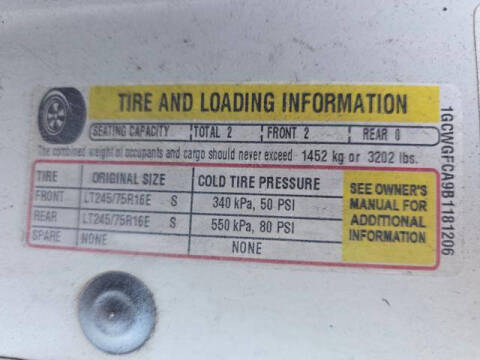 TIRE AND LOADING INFORMATION
SEATING CAPACITY TOTAL 2 FRONT 2 REAR 0
The combined weight of occupants and cargo should never exceed 1452 kg or 3202 lbs.
TIRE ORIGINAL SIZE COLD TIRE PRESSURE
FRONT LT245/75R16E S 340 kPa, 50 PSI
REAR LT245/75R16E S 550 kPa, 80 PSI
SPARE NONE NONE
SEE OWNER'S
MANUAL FOR
ADDITIONAL
INFORMATION
1GCWGFCA9B1181206